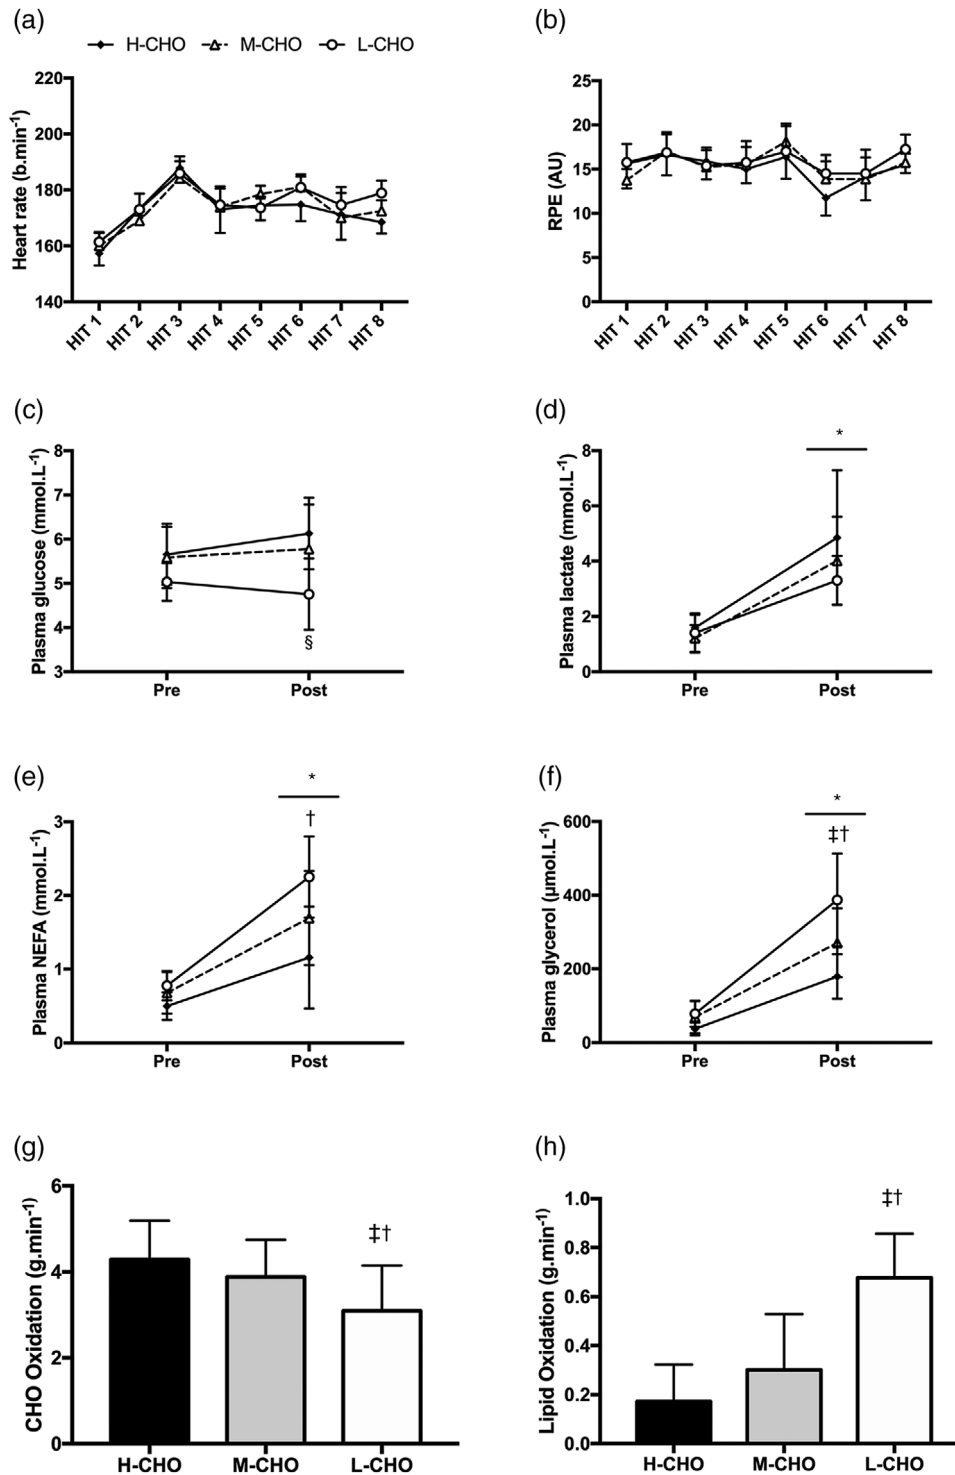 (a)
H-CHO M-CHO L-CHO
Heart rate (b.min⁻¹)
220
200
180
160
140
HIT 1 HIT 2 HIT 3 HIT 4 HIT 5 HIT 6 HIT 7 HIT 8
(b)
RPE (AU)
25
20
15
10
5
0
HIT 1 HIT 2 HIT 3 HIT 4 HIT 5 HIT 6 HIT 7 HIT 8
(c)
Plasma glucose (mmol.L⁻¹)
8
7
6
5
4
3
§
Pre Post
(d)
Plasma lactate (mmol.L⁻¹)
*
8
6
4
2
0
Pre Post
(e)
Plasma NEFA (mmol.L⁻¹)
*
†
3
2
1
0
Pre Post
(f)
Plasma glycerol (µmol.L⁻¹)
*
‡†
600
400
200
0
Pre Post
(g)
CHO Oxidation (g.min⁻¹)
6
4
2
0
‡†
H-CHO M-CHO L-CHO
(h)
Lipid Oxidation (g.min⁻¹)
‡†
1.0
0.8
0.6
0.4
0.2
0.0
H-CHO M-CHO L-CHO